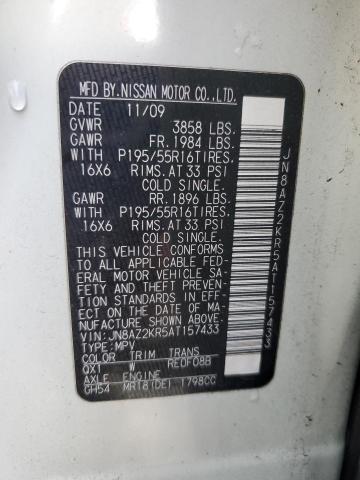 MFD BY.NISSAN MOTOR CO.,LTD.
DATE 11/09
GVWR 3858 LBS.
GAWR FR. 1984 LBS.
WITH P195/55R16TIRES.
16X6 RIMS.AT 33 PSI
COLD SINGLE.
GAWR RR. 1896 LBS.
WITH P195/55R16TIRES.
16X6 RIMS.AT 33 PSI
COLD SINGLE.
THIS VEHICLE CONFORMS
TO ALL APPLICABLE FED-
ERAL MOTOR VEHICLE SA-
FETY AND THEFT PREVENTI-
ON STANDARDS IN EFF-
ECT ON THE DATE OF MA-
NUFACTURE SHOWN ABOVE.
VIN:JN8AZ2KR5AT157433
TYPE:MPV
COLOR TRIM TRANS
QX1 W RE0F08B
AXLE ENGINE
GH54 MR18(DE) 1798CC
JN8AZ2KR5AT157433